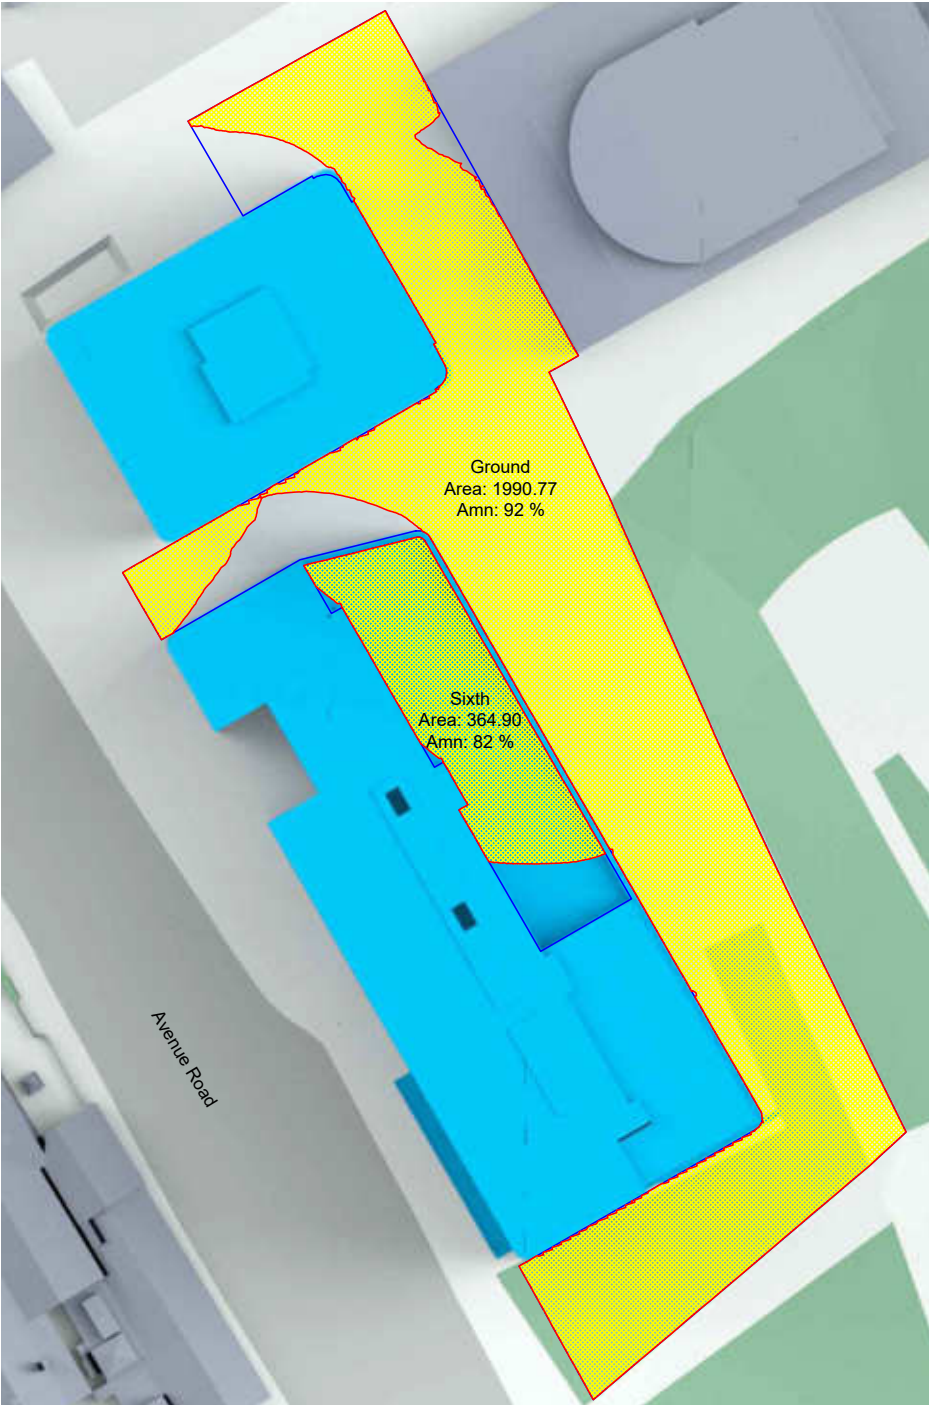 Ground
Area: 1990.77
Amn: 92 %
Sixth
Area: 364.90
Amn: 82 %
Avenue Road